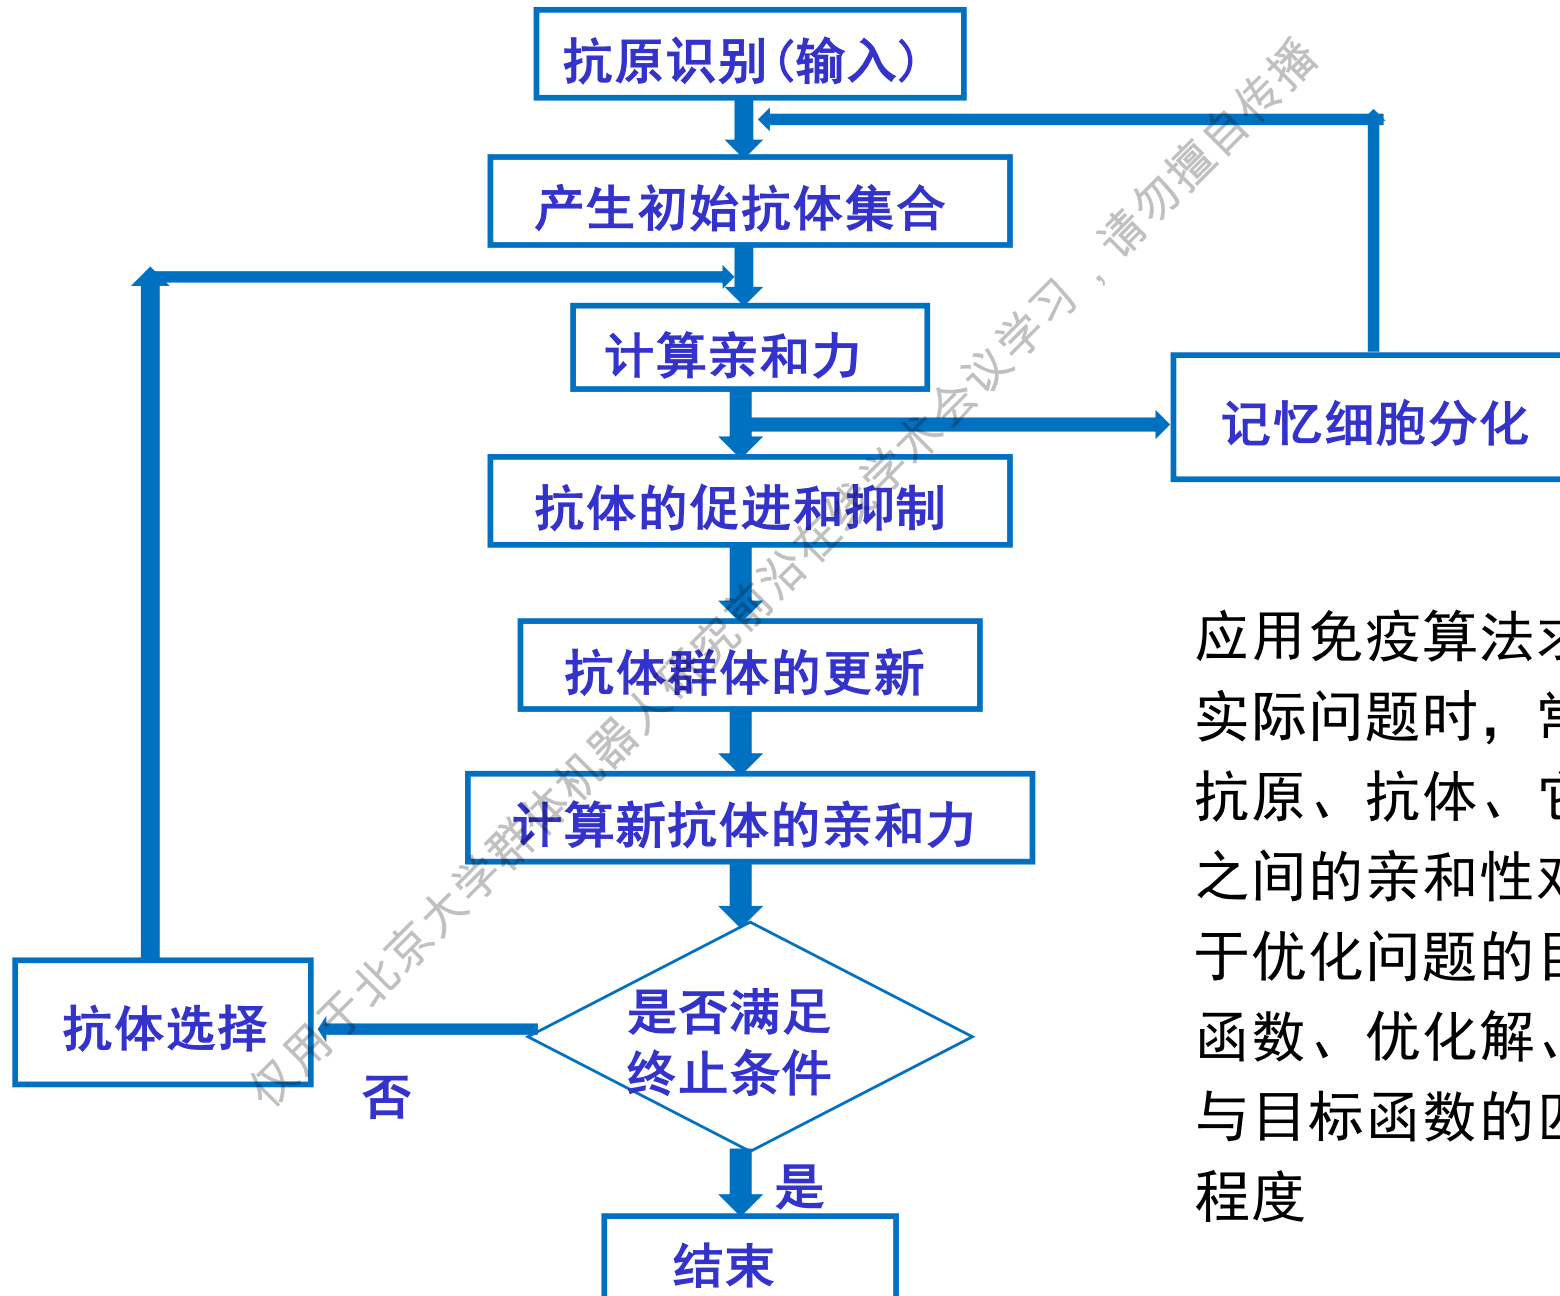 抗原识别(输入)
产生初始抗体集合
计算亲和力
记忆细胞分化
抗体的促进和抑制
抗体群体的更新
计算新抗体的亲和力
是否满足
终止条件
抗体选择
否
是
结束
应用免疫算法
实际问题时，
抗原、抗体、
之间的亲和性
于优化问题的
函数、优化解、
与目标函数的
程度
仅用于北京大学群体机器人研究前沿在线学术会议学习，请勿擅自传播